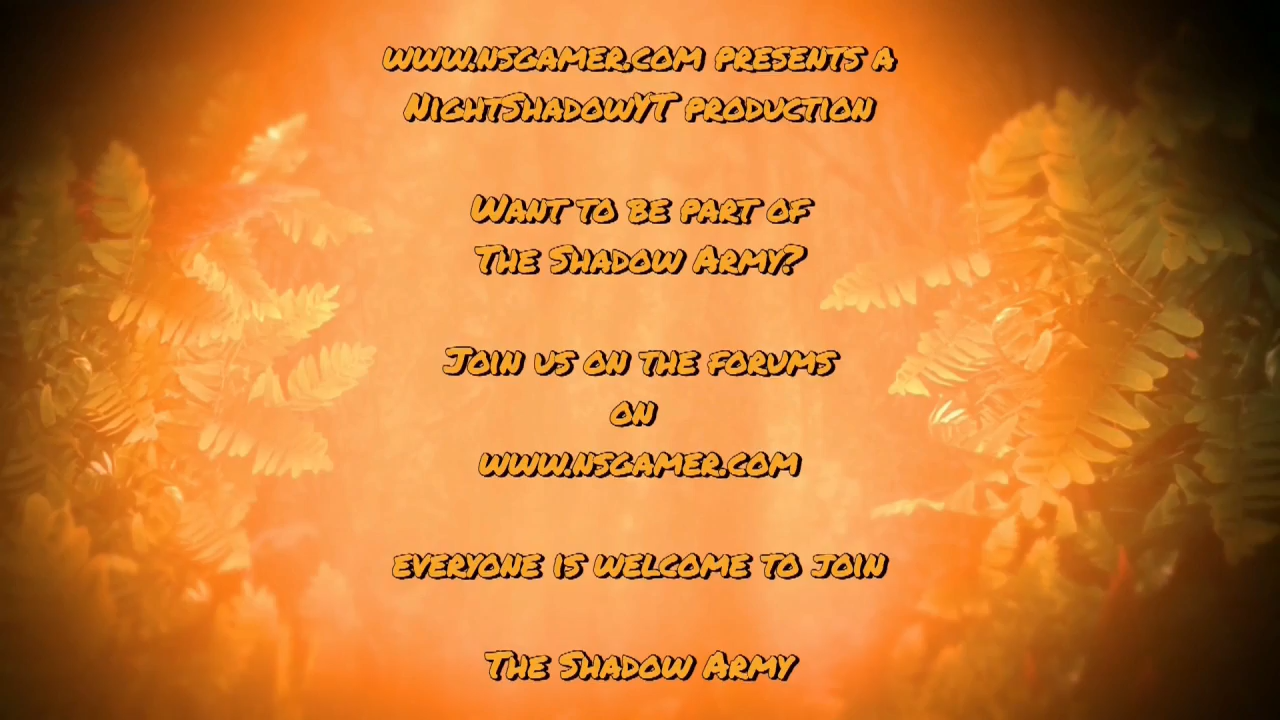 www.nsgamer.com presents a
NightShadowYT production
Want to be part of
The Shadow Army?
Join us on the forums
on
www.nsgamer.com
everyone is welcome to join
The Shadow Army